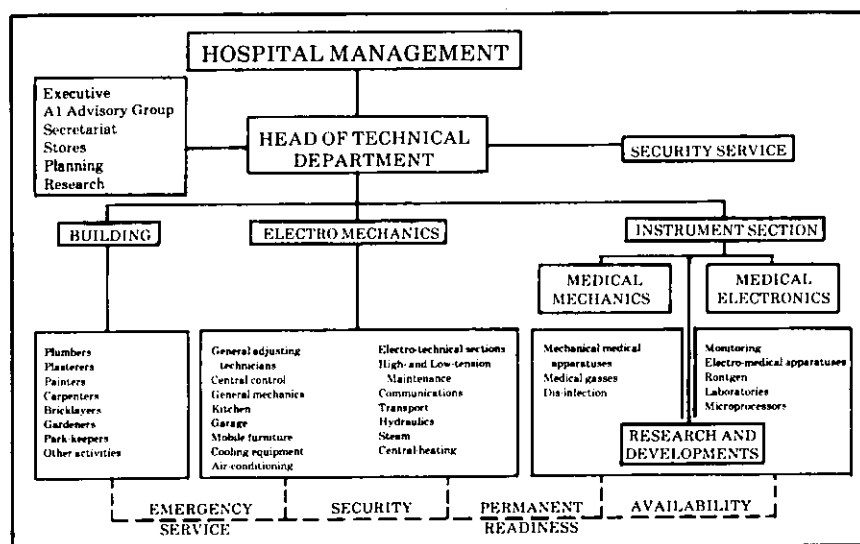 HOSPITAL MANAGEMENT
Executive
A1 Advisory Group
Secretariat
Stores
Planning
Research
HEAD OF TECHNICAL
DEPARTMENT
SECURITY SERVICE
BUILDING
ELECTRO MECHANICS
INSTRUMENT SECTION
MEDICAL
MECHANICS
MEDICAL
ELECTRONICS
Plumbers
Planterers
Painters
Carpenters
Bricklayers
Gardeners
Park-keepers
Other activities
General adjusting
technicians
Central control
General mechanics
Kitchen
Garage
Mobile furniture
Cooling equipment
Air-conditioning
Electro-technical sections
High- and Low-tension
Maintenance
Communications
Transport
Hydraulics
Steam
Central-heating
Mechanical medical
apparatuses
Medical gasses
Dis-infection
Monitoring
Electro-medical apparatuses
Rontgen
Laboratories
Microprocessors
RESEARCH AND
DEVELOPMENTS
EMERGENCY
SERVICE
SECURITY
PERMANENT
READINESS
AVAILABILITY